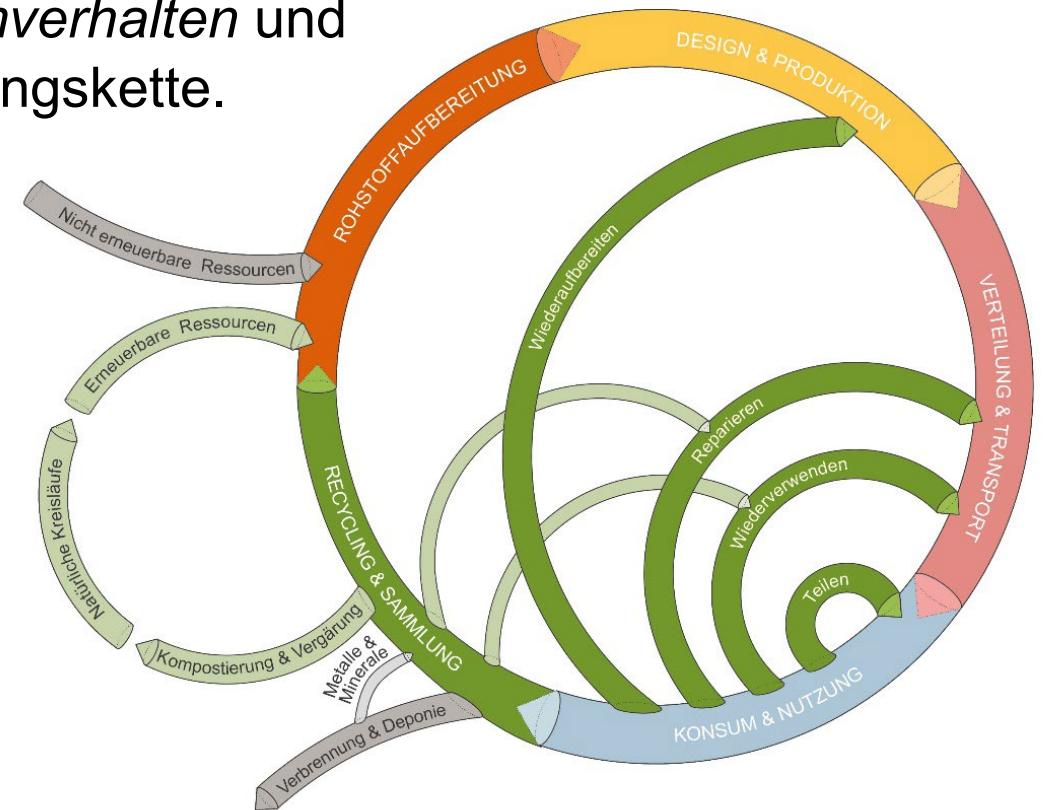 nverhalten und
ngskette.
DESIGN & PRODUKTION
ROHSTOFFAUFBEREITUNG
Nicht erneuerbare Ressourcen
Wiederaufbereiten
VERTEILUNG & TRANSPORT
Erneuerbare Ressourcen
Reparieren
Natürliche Kreisläufe
RECYCLING & SAMMLUNG
Wiederverwenden
Teilen
Kompostierung & Vergärung
Metalle &
Minerale
Verbrennung & Deponie
KONSUM & NUTZUNG